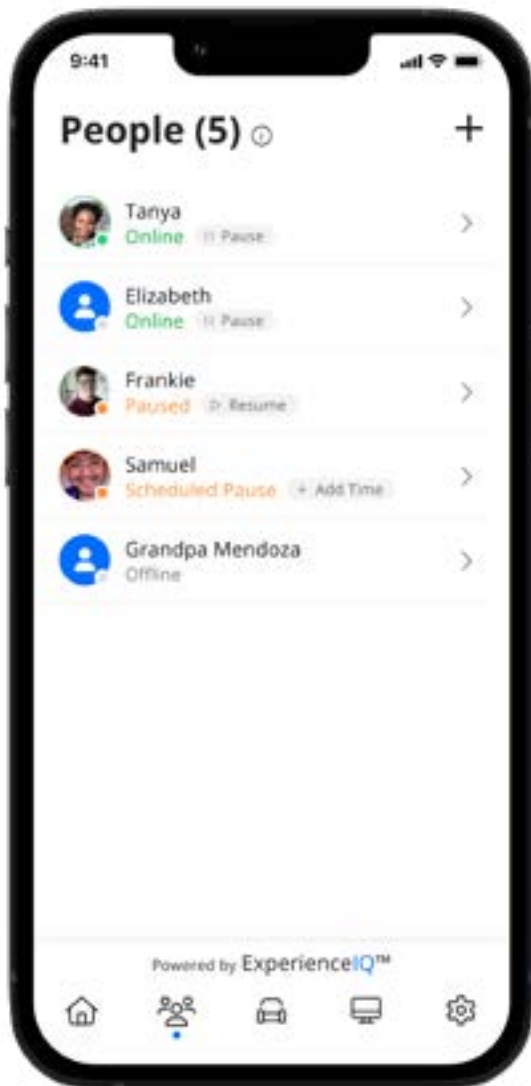 9:41
People (5)
Tanya
Online Pause
Elizabeth
Online Pause
Frankie
Paused Resume
Samuel
Scheduled Pause + Add Time
Grandpa Mendoza
Offline
Powered by ExperienceIQ™